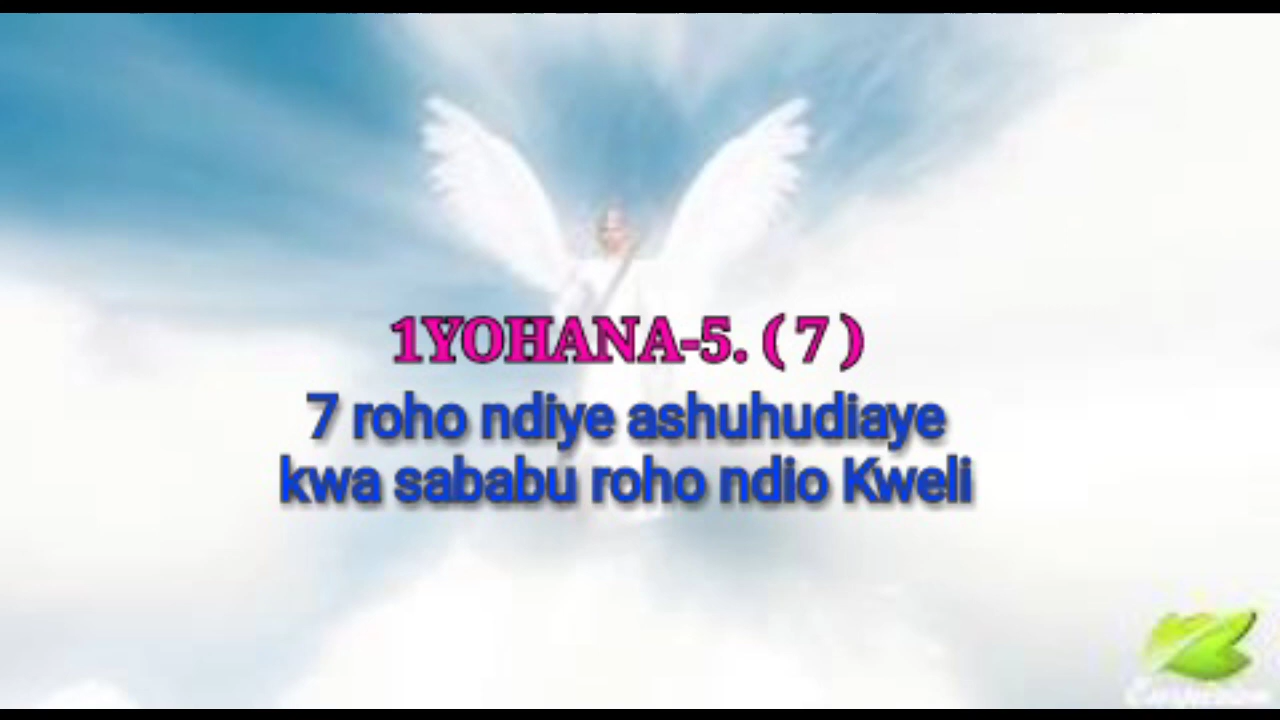 1YOHANA-5. ( 7 )
7 roho ndiye ashuhudiaye
kwa sababu roho ndio Kweli